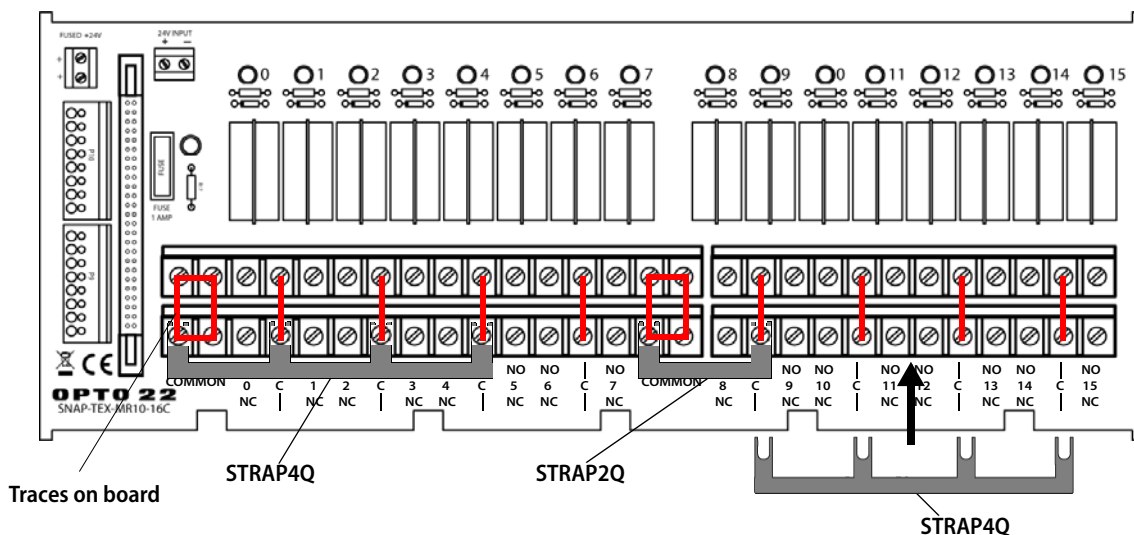 FUSED +24V
24V INPUT
+ −
+
+
0 1 2 3 4 5 6 7 8 9 0 11 12 13 14 15
P10
FUSE
FUSE
1 AMP
P9
CE
OPTO 22
SNAP-TEX-MR10-16C
NO NO NO NO NO NO NO NO NO
COMMON 0 C 1 2 C 3 4 C 5 6 C 7 COMMON 8 C 9 10 C 11 12 C 13 14 C 15
NC NC NC NC NC NC NC NC NC NC NC NC NC NC NC NC
STRAP4Q
STRAP2Q
Traces on board
STRAP4Q